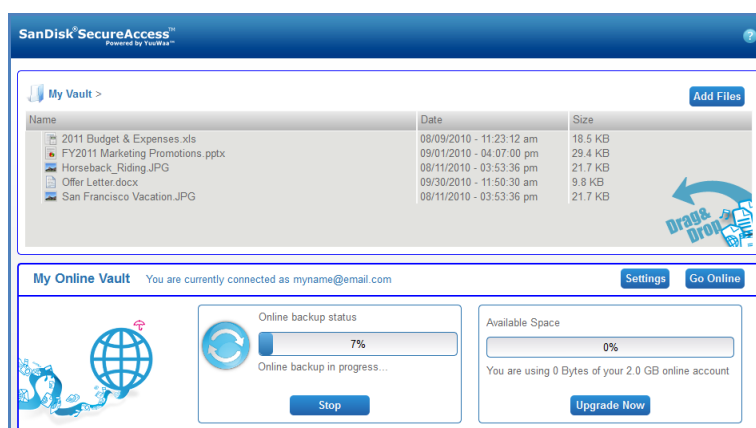 SanDisk®SecureAccess™
Powered by YuuWaa™
?
My Vault >
Add Files
Name Date Size
2011 Budget & Expenses.xls 08/09/2010 - 11:23:12 am 18.5 KB
FY2011 Marketing Promotions.pptx 09/01/2010 - 04:07:00 pm 29.4 KB
Horseback_Riding.JPG 08/11/2010 - 03:53:36 pm 21.7 KB
Offer Letter.docx 09/30/2010 - 11:50:30 am 9.8 KB
San Francisco Vacation.JPG 08/11/2010 - 03:53:36 pm 21.7 KB
Drag&
Drop
My Online Vault You are currently connected as myname@email.com Settings Go Online
Online backup status
7%
Online backup in progress...
Stop
Available Space
0%
You are using 0 Bytes of your 2.0 GB online account
Upgrade Now